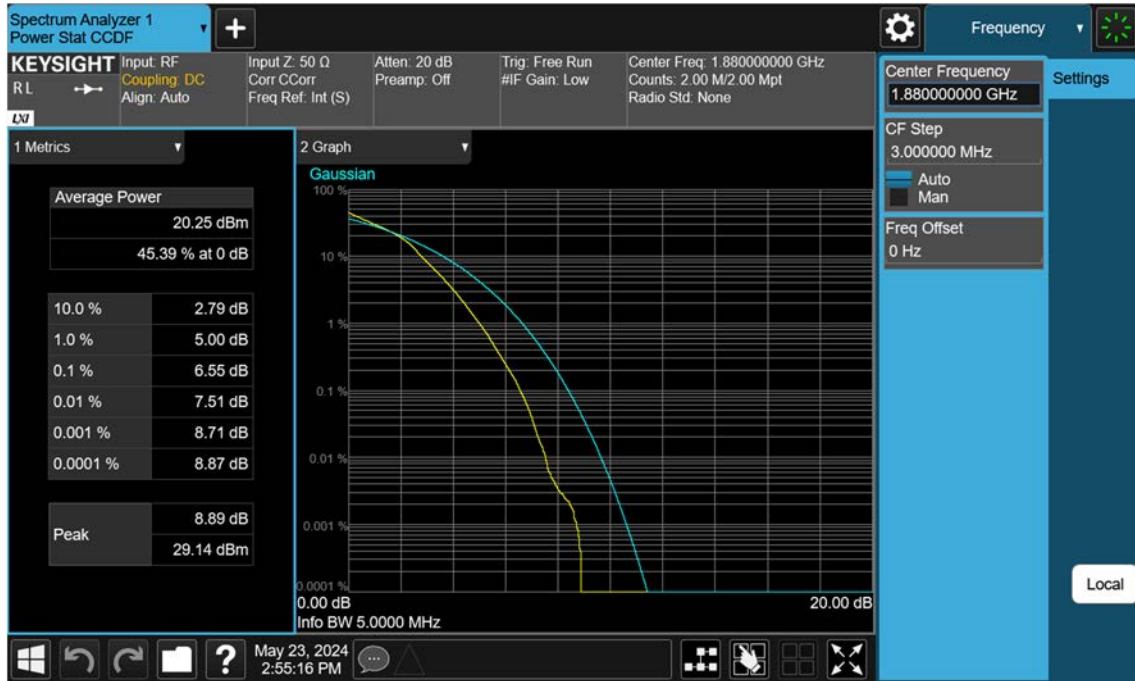 Spectrum Analyzer 1
Power Stat CCDF
Frequency
KEYSIGHT
R L
LXI
Input: RF
Coupling: DC
Align: Auto
Input Z: 50 Ω
Corr CCorr
Freq Ref: Int (S)
Atten: 20 dB
Preamp: Off
Trig: Free Run
#IF Gain: Low
Center Freq: 1.880000000 GHz
Counts: 2.00 M/2.00 Mpt
Radio Std: None
Center Frequency
1.880000000 GHz
Settings
CF Step
3.000000 MHz
Auto
Man
Freq Offset
0 Hz
Local
1 Metrics
Average Power
20.25 dBm
45.39 % at 0 dB
10.0 % 2.79 dB
1.0 % 5.00 dB
0.1 % 6.55 dB
0.01 % 7.51 dB
0.001 % 8.71 dB
0.0001 % 8.87 dB
Peak
8.89 dB
29.14 dBm
2 Graph
Gaussian
100 %
10 %
1 %
0.1 %
0.01 %
0.001 %
0.0001 %
0.00 dB 20.00 dB
Info BW 5.0000 MHz
?
May 23, 2024
2:55:16 PM